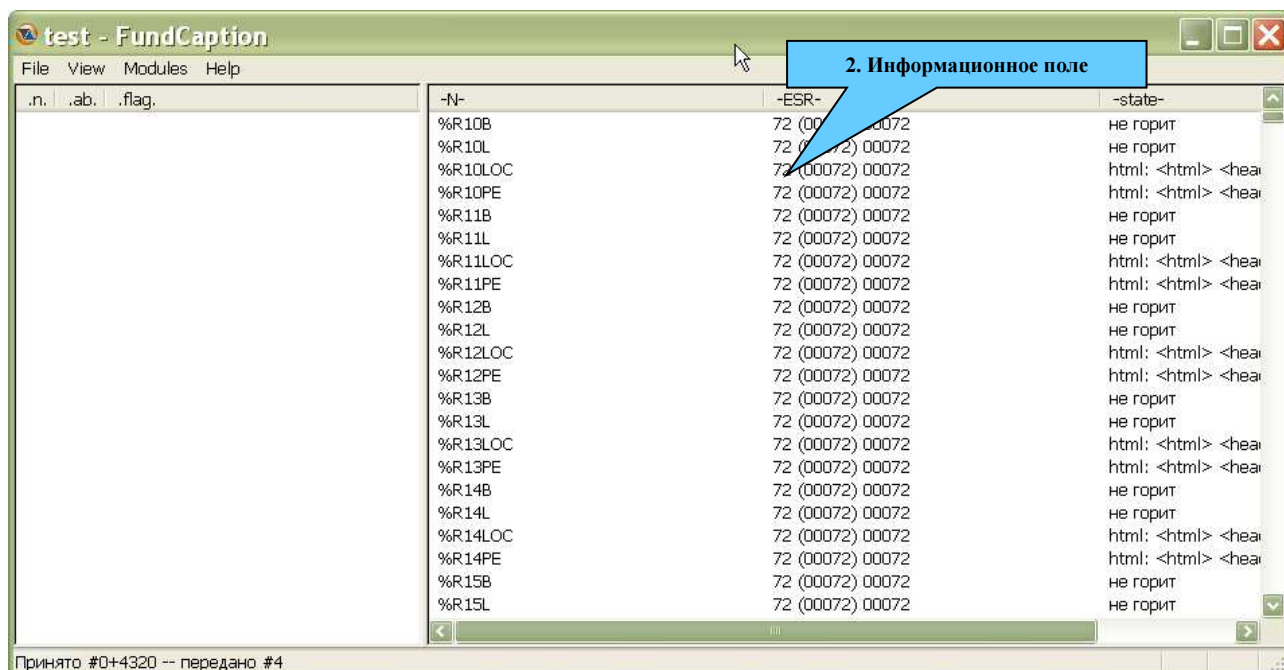 test - FundCaption
File View Modules Help
2. Информационное поле
.n. .ab. .flag.
-N- -ESR- -state-
%R10B 72 (00 00072 не горит
%R10L 72 ( 72) 00072 не горит
%R10LOC 72 (00072) 00072 html: <html> <hea
%R10PE 72 (00072) 00072 html: <html> <hea
%R11B 72 (00072) 00072 не горит
%R11L 72 (00072) 00072 не горит
%R11LOC 72 (00072) 00072 html: <html> <hea
%R11PE 72 (00072) 00072 html: <html> <hea
%R12B 72 (00072) 00072 не горит
%R12L 72 (00072) 00072 не горит
%R12LOC 72 (00072) 00072 html: <html> <hea
%R12PE 72 (00072) 00072 html: <html> <hea
%R13B 72 (00072) 00072 не горит
%R13L 72 (00072) 00072 не горит
%R13LOC 72 (00072) 00072 html: <html> <hea
%R13PE 72 (00072) 00072 html: <html> <hea
%R14B 72 (00072) 00072 не горит
%R14L 72 (00072) 00072 не горит
%R14LOC 72 (00072) 00072 html: <html> <hea
%R14PE 72 (00072) 00072 html: <html> <hea
%R15B 72 (00072) 00072 не горит
%R15L 72 (00072) 00072 не горит
Принято #0+4320 -- передано #4